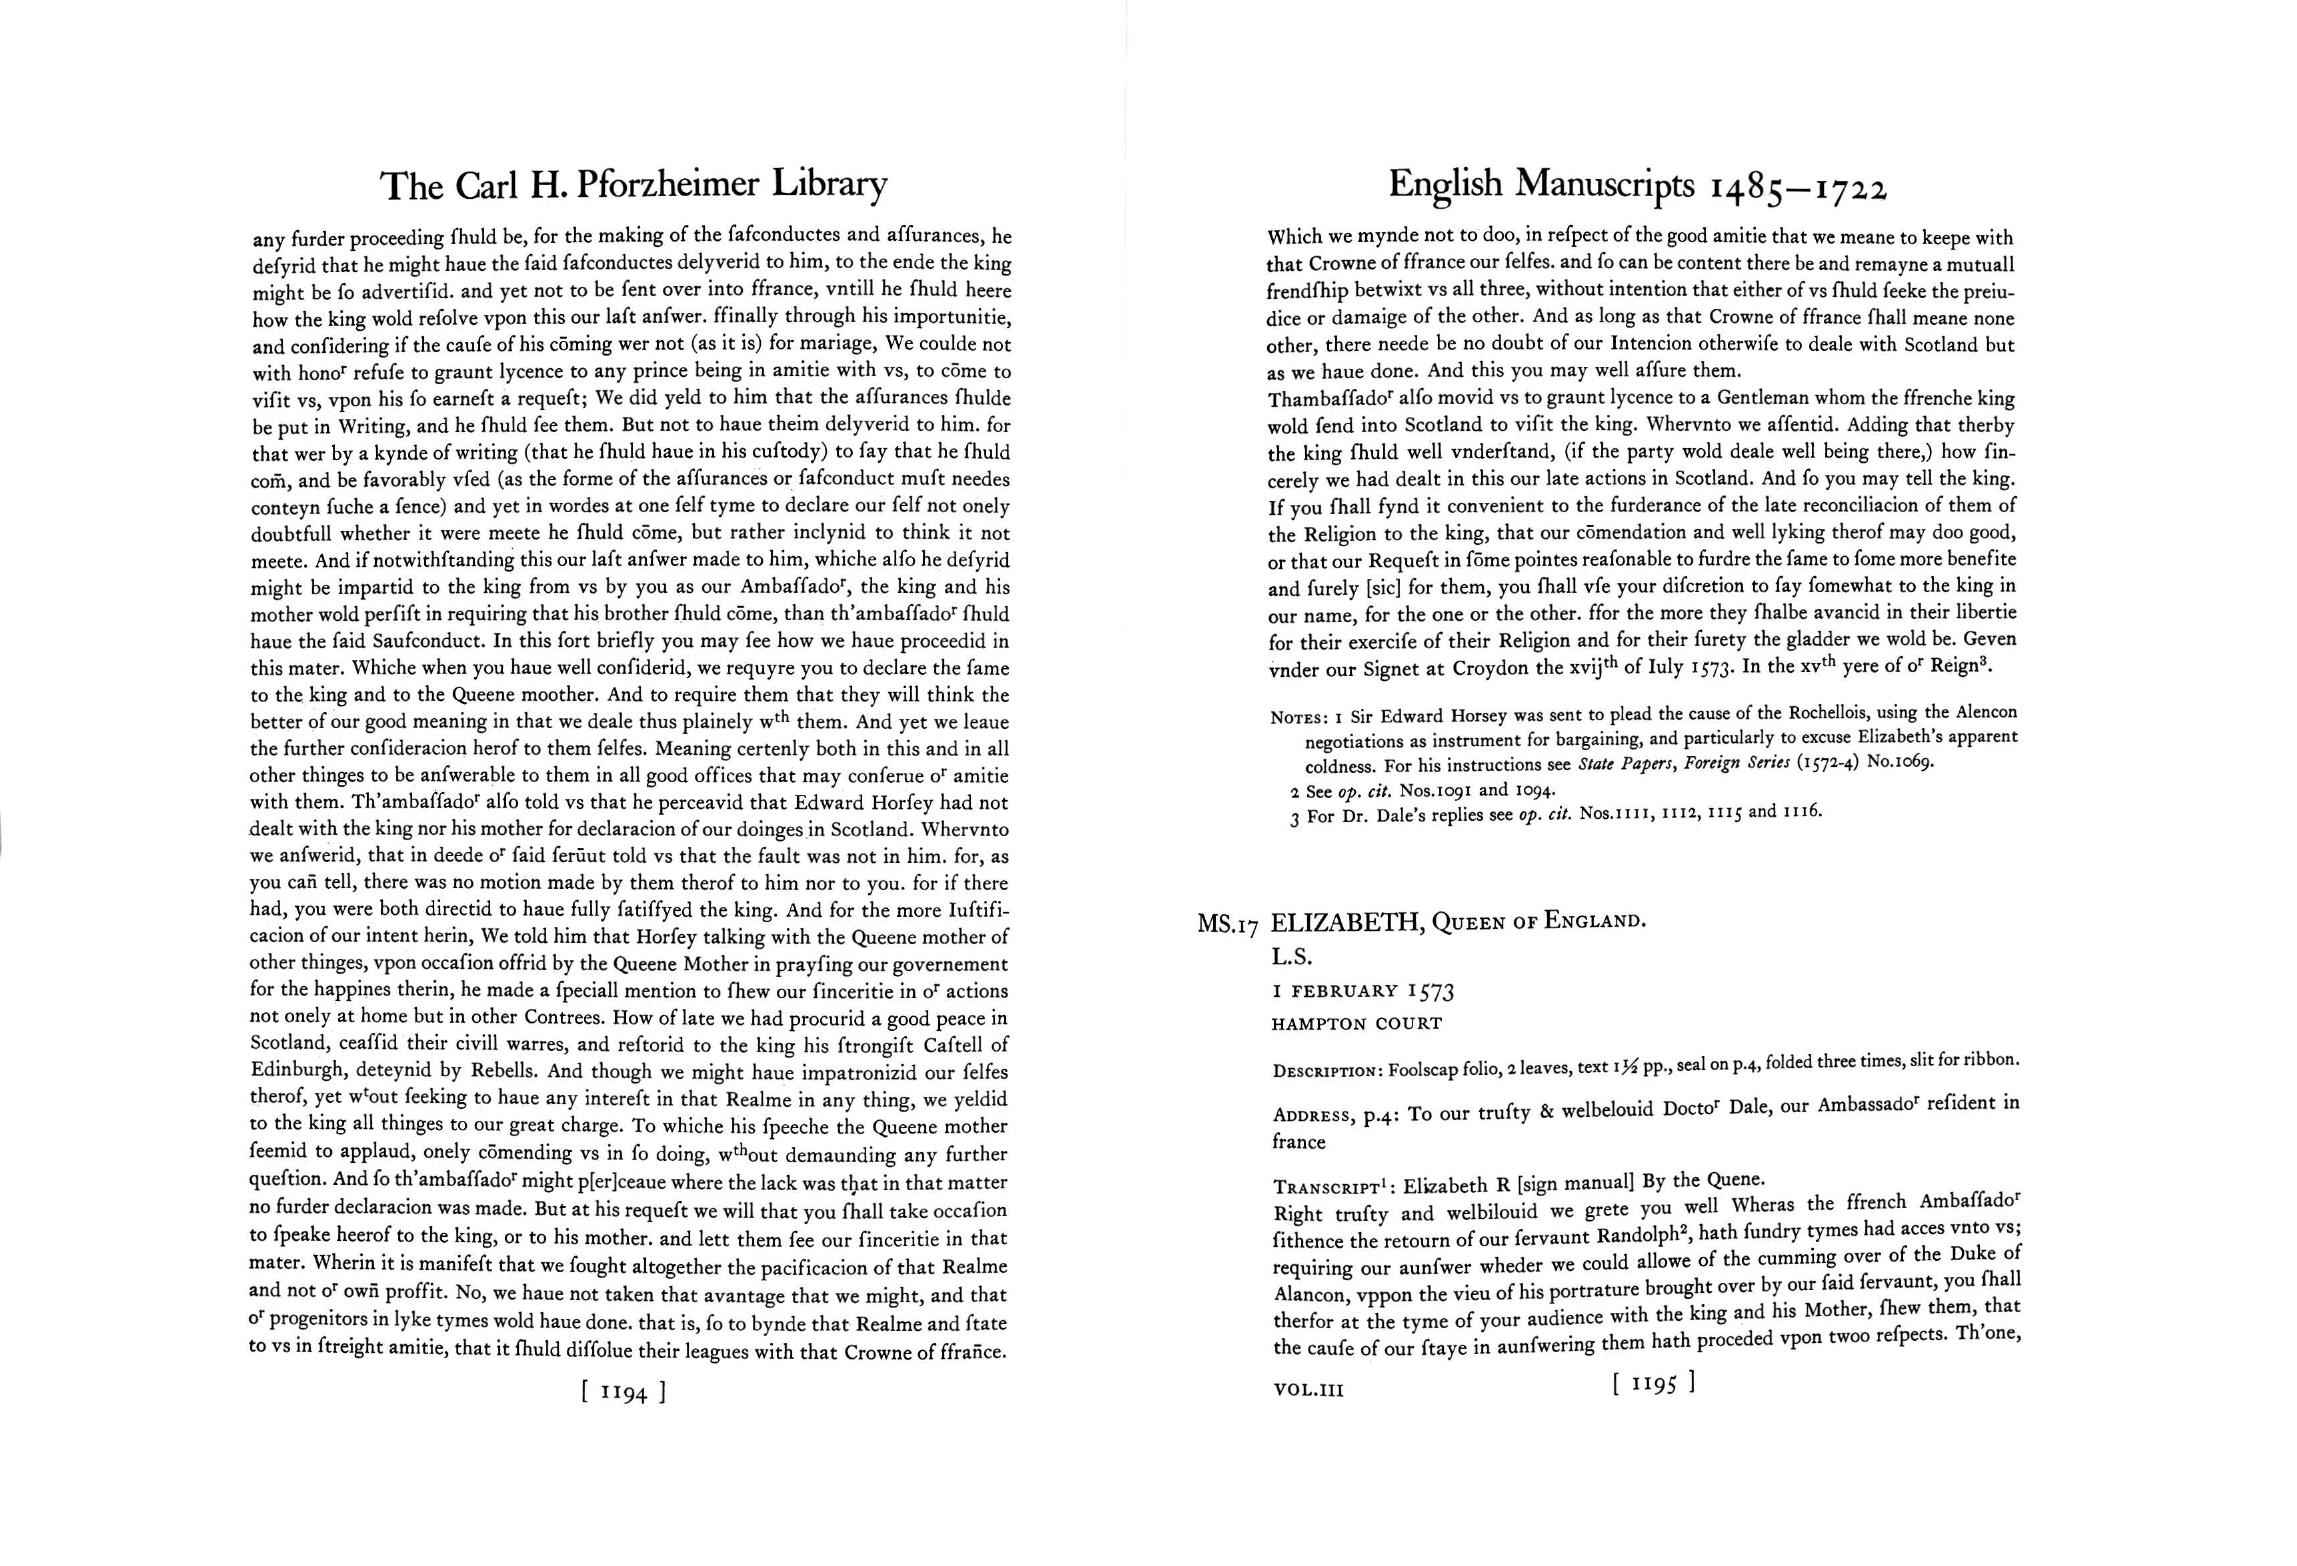 The Carl H. Pforzheimer Library
any furder proceeding ſhuld be, for the making of the ſafconductes and aſſurances, he
deſyrid that he might haue the ſaid ſafconductes delyverid to him, to the ende the king
might be ſo advertiſid. and yet not to be ſent over into ffrance, vntill he ſhuld heere
how the king wold reſolve vpon this our laſt anſwer. ffinally through his importunitie,
and conſidering if the cauſe of his cōming wer not (as it is) for mariage, We coulde not
with honoʳ refuſe to graunt lycence to any prince being in amitie with vs, to cōme to
viſit vs, vpon his ſo earneſt a requeſt; We did yeld to him that the aſſurances ſhulde
be put in Writing, and he ſhuld ſee them. But not to haue theim delyverid to him. for
that wer by a kynde of writing (that he ſhuld haue in his cuſtody) to ſay that he ſhuld
com̄, and be favorably vſed (as the forme of the aſſurances or ſafconduct muſt needes
conteyn ſuche a ſence) and yet in wordes at one ſelf tyme to declare our ſelf not onely
doubtfull whether it were meete he ſhuld cōme, but rather inclynid to think it not
meete. And if notwithſtanding this our laſt anſwer made to him, whiche alſo he deſyrid
might be impartid to the king from vs by you as our Ambaſſadoʳ, the king and his
mother wold perſiſt in requiring that his brother ſhuld cōme, than th'ambaſſadoʳ ſhuld
haue the ſaid Saufconduct. In this ſort briefly you may ſee how we haue proceedid in
this mater. Whiche when you haue well conſiderid, we requyre you to declare the ſame
to the king and to the Queene moother. And to require them that they will think the
better of our good meaning in that we deale thus plainely wᵗʰ them. And yet we leaue
the further conſideracion herof to them ſelfes. Meaning certenly both in this and in all
other thinges to be anſwerable to them in all good offices that may conſerue oʳ amitie
with them. Th'ambaſſadoʳ alſo told vs that he perceavid that Edward Horſey had not
dealt with the king nor his mother for declaracion of our doinges in Scotland. Whervnto
we anſwerid, that in deede oʳ ſaid ſerūut told vs that the fault was not in him. for, as
you can̄ tell, there was no motion made by them therof to him nor to you. for if there
had, you were both directid to haue fully ſatiſfyed the king. And for the more Iuſtifi-
cacion of our intent herin, We told him that Horſey talking with the Queene mother of
other thinges, vpon occaſion offrid by the Queene Mother in prayſing our governement
for the happines therin, he made a ſpeciall mention to ſhew our ſinceritie in oʳ actions
not onely at home but in other Contrees. How of late we had procurid a good peace in
Scotland, ceaſſid their civill warres, and reſtorid to the king his ſtrongiſt Caſtell of
Edinburgh, deteynid by Rebells. And though we might haue impatronizid our ſelfes
therof, yet wᵗout ſeeking to haue any intereſt in that Realme in any thing, we yeldid
to the king all thinges to our great charge. To whiche his ſpeeche the Queene mother
ſeemid to applaud, onely cōmending vs in ſo doing, wᵗʰout demaunding any further
queſtion. And ſo th'ambaſſadoʳ might p[er]ceaue where the lack was that in that matter
no furder declaracion was made. But at his requeſt we will that you ſhall take occaſion
to ſpeake heerof to the king, or to his mother. and lett them ſee our ſinceritie in that
mater. Wherin it is manifeſt that we ſought altogether the pacificacion of that Realme
and not oʳ own̄ proffit. No, we haue not taken that avantage that we might, and that
oʳ progenitors in lyke tymes wold haue done. that is, ſo to bynde that Realme and ſtate
to vs in ſtreight amitie, that it ſhuld diſſolue their leagues with that Crowne of ffran̄ce.
[ 1194 ]
English Manuscripts 1485–1722
Which we mynde not to doo, in reſpect of the good amitie that we meane to keepe with
that Crowne of ffrance our ſelfes. and ſo can be content there be and remayne a mutuall
frendſhip betwixt vs all three, without intention that either of vs ſhuld ſeeke the preiu-
dice or damaige of the other. And as long as that Crowne of ffrance ſhall meane none
other, there neede be no doubt of our Intencion otherwiſe to deale with Scotland but
as we haue done. And this you may well aſſure them.
Thambaſſadoʳ alſo movid vs to graunt lycence to a Gentleman whom the ffrenche king
wold ſend into Scotland to viſit the king. Whervnto we aſſentid. Adding that therby
the king ſhuld well vnderſtand, (if the party wold deale well being there,) how ſin-
cerely we had dealt in this our late actions in Scotland. And ſo you may tell the king.
If you ſhall fynd it convenient to the furderance of the late reconciliacion of them of
the Religion to the king, that our cōmendation and well lyking therof may doo good,
or that our Requeſt in ſōme pointes reaſonable to furdre the ſame to ſome more benefite
and ſurely [sic] for them, you ſhall vſe your diſcretion to ſay ſomewhat to the king in
our name, for the one or the other. ffor the more they ſhalbe avancid in their libertie
for their exerciſe of their Religion and for their ſurety the gladder we wold be. Geven
vnder our Signet at Croydon the xvijᵗʰ of Iuly 1573. In the xvᵗʰ yere of oʳ Reign³.
NOTES: 1 Sir Edward Horsey was sent to plead the cause of the Rochellois, using the Alencon
negotiations as instrument for bargaining, and particularly to excuse Elizabeth's apparent
coldness. For his instructions see State Papers, Foreign Series (1572-4) No.1069.
2 See op. cit. Nos.1091 and 1094.
3 For Dr. Dale's replies see op. cit. Nos.1111, 1112, 1115 and 1116.
MS.17 ELIZABETH, QUEEN OF ENGLAND.
L.S.
1 FEBRUARY 1573
HAMPTON COURT
DESCRIPTION: Foolscap folio, 2 leaves, text 1½ pp., seal on p.4, folded three times, slit for ribbon.
ADDRESS, p.4: To our truſty & welbelouid Doctoʳ Dale, our Ambassadoʳ reſident in
france
TRANSCRIPT¹: Elizabeth R [sign manual] By the Quene.
Right truſty and welbilouid we grete you well Wheras the ffrench Ambaſſadoʳ
ſithence the retourn of our ſervaunt Randolph², hath ſundry tymes had acces vnto vs;
requiring our aunſwer wheder we could allowe of the cumming over of the Duke of
Alancon, vppon the vieu of his portrature brought over by our ſaid ſervaunt, you ſhall
therfor at the tyme of your audience with the king and his Mother, ſhew them, that
the cauſe of our ſtaye in aunſwering them hath proceded vpon twoo reſpects. Th'one,
VOL.III
[ 1195 ]